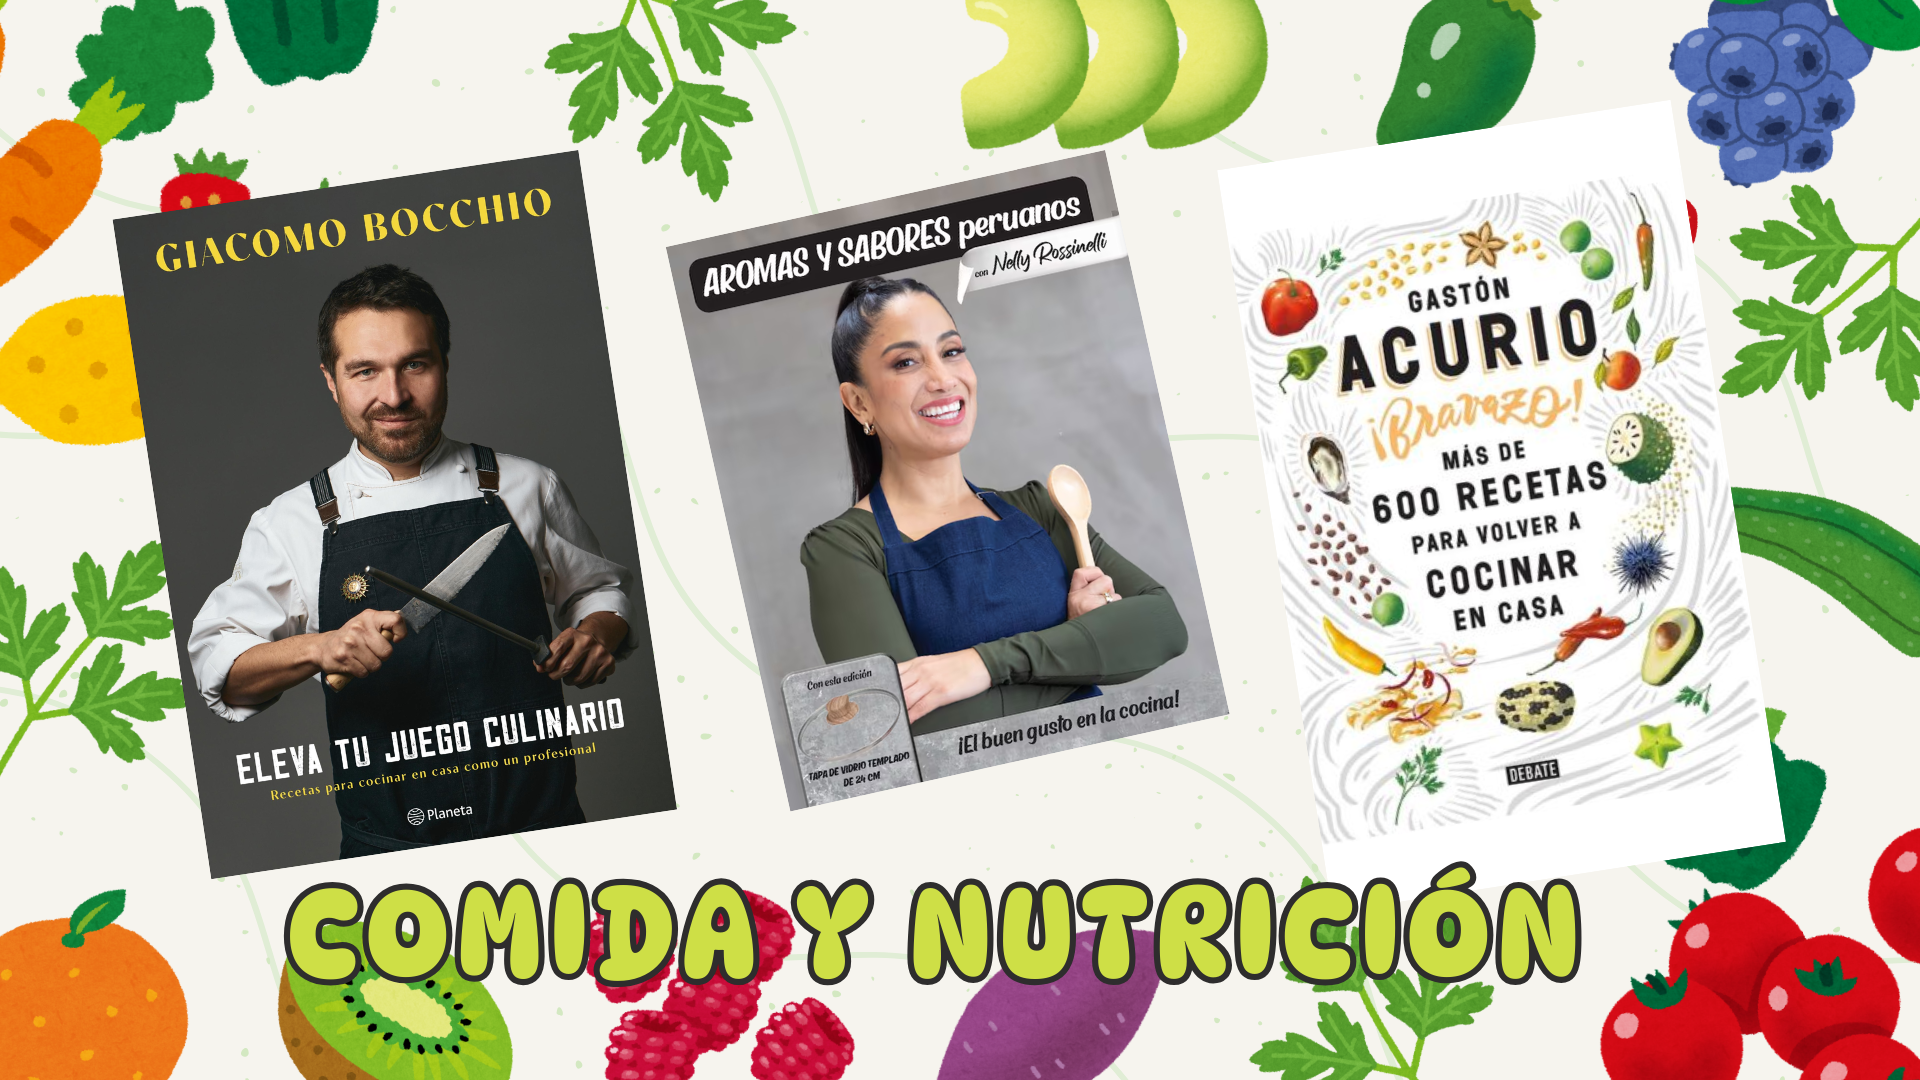 GIACOMO BOCCHIO
ELEVA TU JUEGO CULINARIO
Recetas para cocinar en casa como un profesional
Planeta
AROMAS Y SABORES peruanos
con Nelly Rossinelli
Con esta edición
TAPA DE VIDRIO TEMPLADO
DE 24 CM
¡El buen gusto en la cocina!
GASTÓN
ACURIO
¡BravaZO!
MÁS DE
600 RECETAS
PARA VOLVER A
COCINAR
EN CASA
DEBATE
COMIDA Y NUTRICIÓN